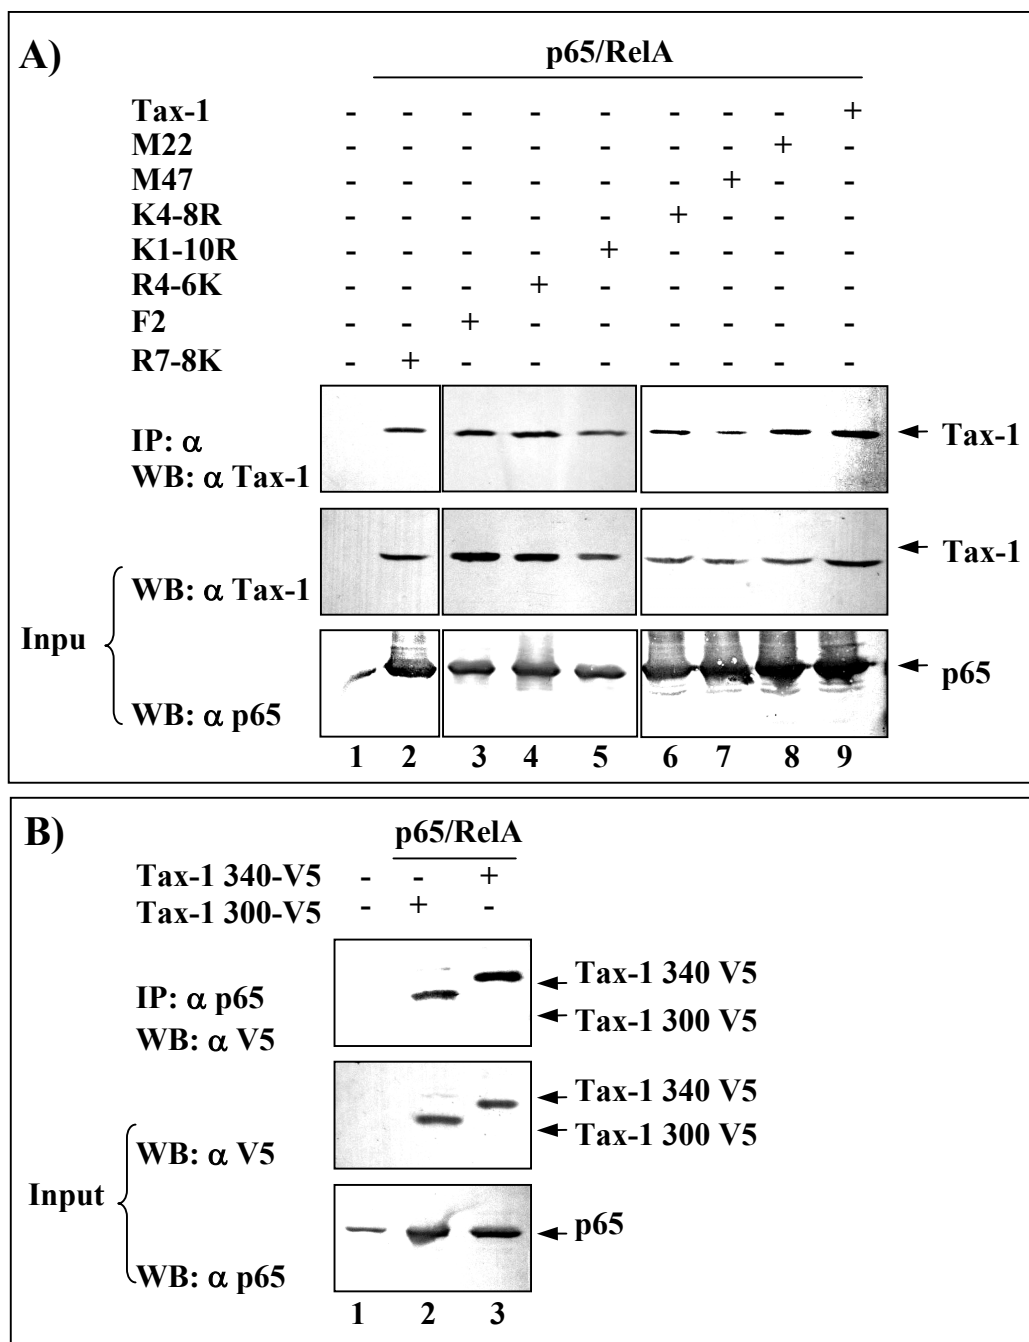 A)
p65/RelA
Tax-1 - - - - - - - - +
M22 - - - - - - - + -
M47 - - - - - - + - -
K4-8R - - - - - + - - -
K1-10R - - - - + - - - -
R4-6K - - - + - - - - -
F2 - - + - - - - - -
R7-8K - + - - - - - - -
IP: α
WB: α Tax-1
Tax-1
Tax-1
WB: α Tax-1
Inpu
p65
WB: α p65
1 2 3 4 5 6 7 8 9
B)
p65/RelA
Tax-1 340-V5 - - +
Tax-1 300-V5 - + -
Tax-1 340 V5
IP: α p65
Tax-1 300 V5
WB: α V5
Tax-1 340 V5
Tax-1 300 V5
WB: α V5
Input
p65
WB: α p65
1 2 3